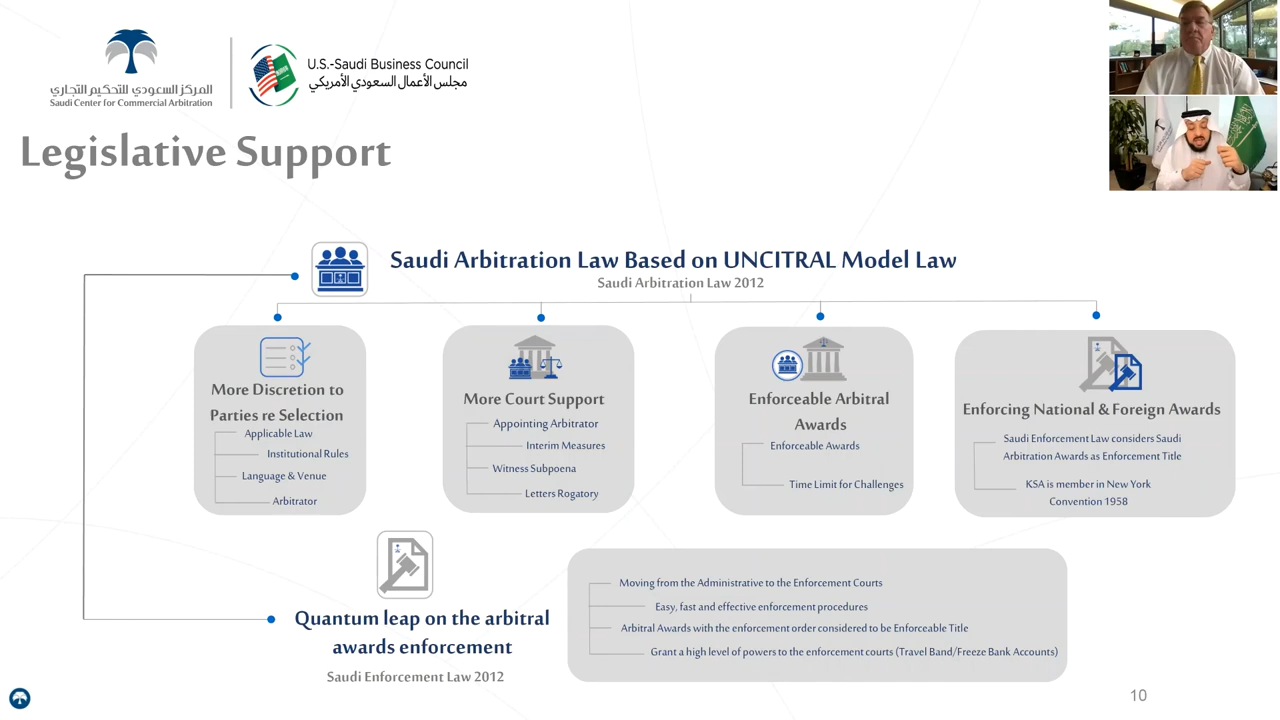 المركز السعودي للتحكيم التجاري
Saudi Center for Commercial Arbitration
U.S.-Saudi Business Council
مجلس الأعمال السعودي الأمريكي
Legislative Support
Saudi Arbitration Law Based on UNCITRAL Model Law
Saudi Arbitration Law 2012
More Discretion to
Parties re Selection
Applicable Law
Institutional Rules
Language & Venue
Arbitrator
More Court Support
Appointing Arbitrator
Interim Measures
Witness Subpoena
Letters Rogatory
Enforceable Arbitral
Awards
Enforceable Awards
Time Limit for Challenges
Enforcing National & Foreign Awards
Saudi Enforcement Law considers Saudi
Arbitration Awards as Enforcement Title
KSA is member in New York
Convention 1958
Quantum leap on the arbitral
awards enforcement
Saudi Enforcement Law 2012
Moving from the Administrative to the Enforcement Courts
Easy, fast and effective enforcement procedures
Arbitral Awards with the enforcement order considered to be Enforceable Title
Grant a high level of powers to the enforcement courts (Travel Band/Freeze Bank Accounts)
10